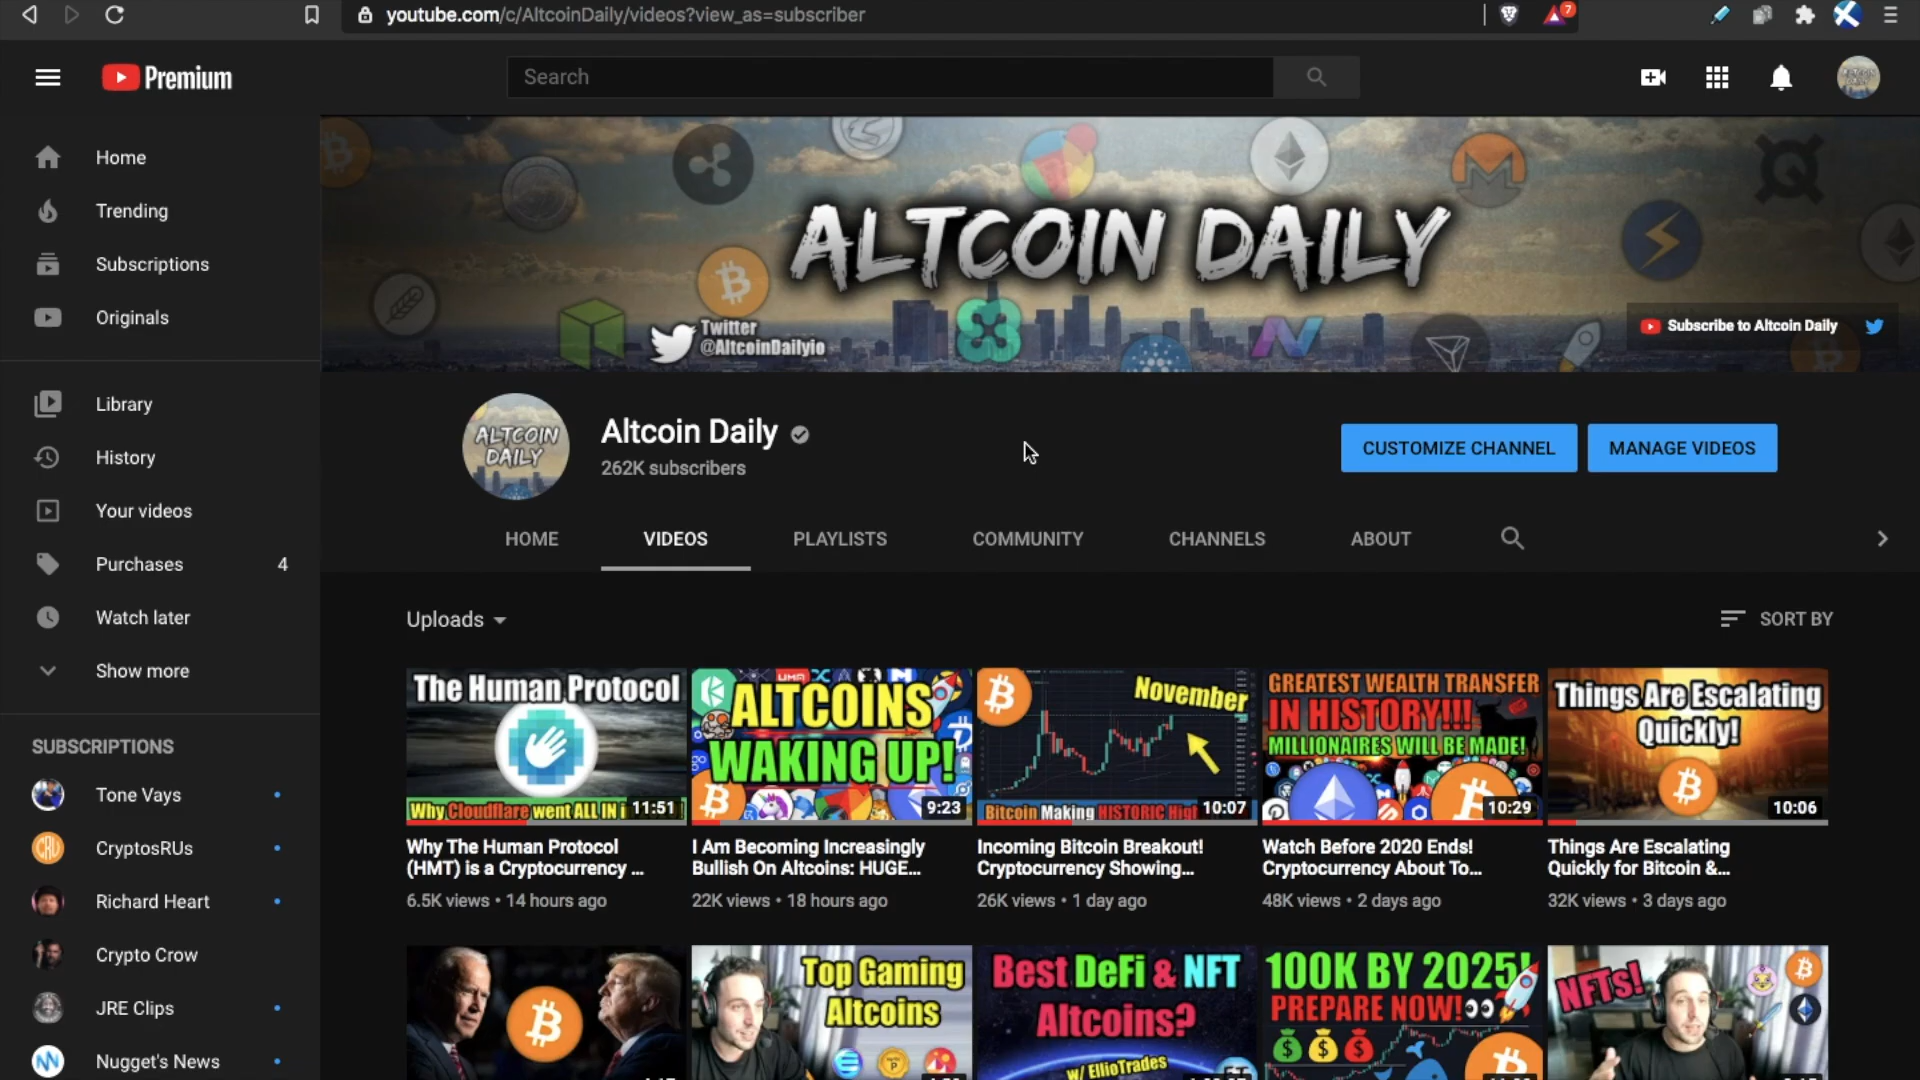 youtube.com/c/AltcoinDaily/videos?view_as=subscriber
7
Premium
Search
Home
Trending
Subscriptions
Originals
Library
History
Your videos
Purchases 4
Watch later
Show more
SUBSCRIPTIONS
Tone Vays
CryptosRUs
Richard Heart
Crypto Crow
JRE Clips
Nugget's News
ALTCOIN DAILY
Twitter
@AltcoinDailyio
Subscribe to Altcoin Daily
ALTCOIN
DAILY
Altcoin Daily
262K subscribers
CUSTOMIZE CHANNEL
MANAGE VIDEOS
HOME VIDEOS PLAYLISTS COMMUNITY CHANNELS ABOUT
Uploads
SORT BY
The Human Protocol
Why Cloudflare went ALL IN
11:51
Why The Human Protocol
(HMT) is a Cryptocurrency ...
6.5K views • 14 hours ago
UMA
ALTCOINS
WAKING UP!
9:23
I Am Becoming Increasingly
Bullish On Altcoins: HUGE...
22K views • 18 hours ago
November
Bitcoin Making HISTORIC
10:07
Incoming Bitcoin Breakout!
Cryptocurrency Showing...
26K views • 1 day ago
GREATEST WEALTH TRANSFER
IN HISTORY!!!
MILLIONAIRES WILL BE MADE!
10:29
Watch Before 2020 Ends!
Cryptocurrency About To...
48K views • 2 days ago
Things Are Escalating
Quickly!
10:06
Things Are Escalating
Quickly for Bitcoin &...
32K views • 3 days ago
Top Gaming
Altcoins
Best DeFi & NFT
Altcoins?
w/ EllioTrades
100K BY 2025!
PREPARE NOW!
NFTs!